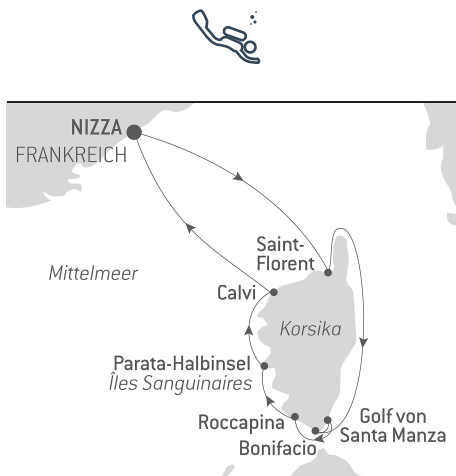 NIZZA
FRANKREICH
Saint-
Florent
Mittelmeer
Calvi
Korsika
Parata-Halbinsel
Îles Sanguinaires
Roccapina
Golf von
Santa Manza
Bonifacio